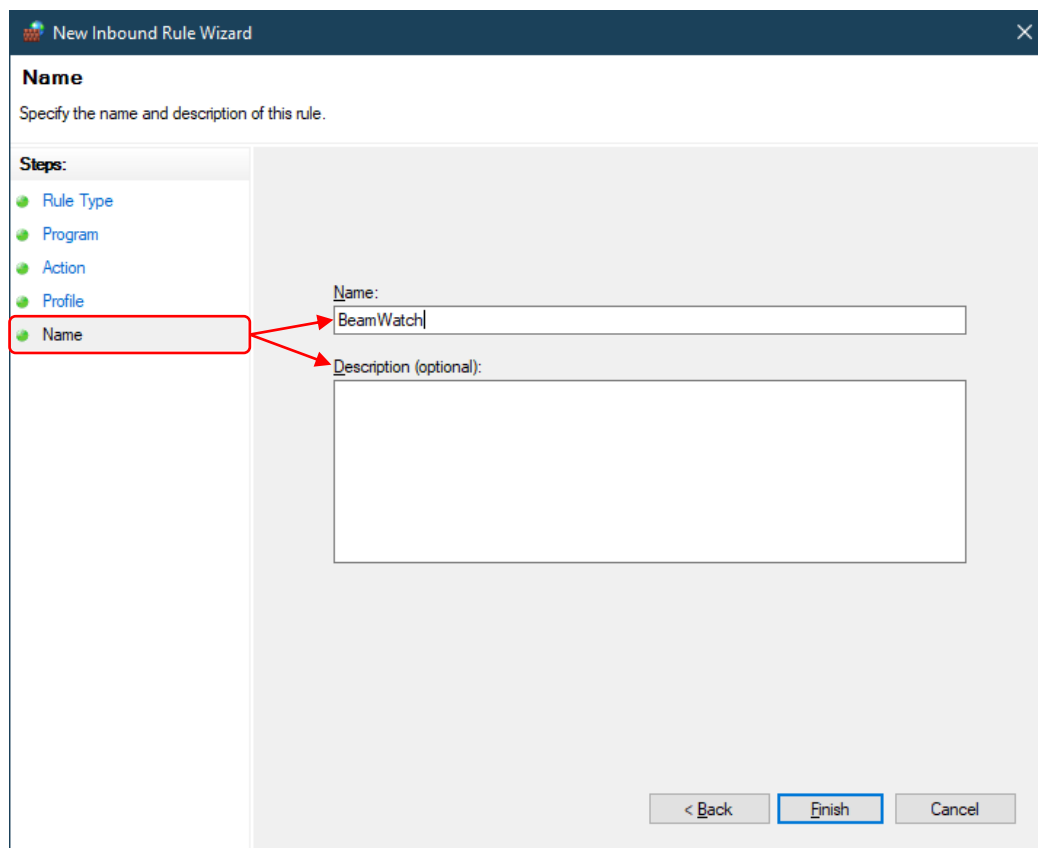 New Inbound Rule Wizard
Name
Specify the name and description of this rule.
Steps:
Rule Type
Program
Action
Profile
Name
Name:
BeamWatch
Description (optional):
< Back
Finish
Cancel